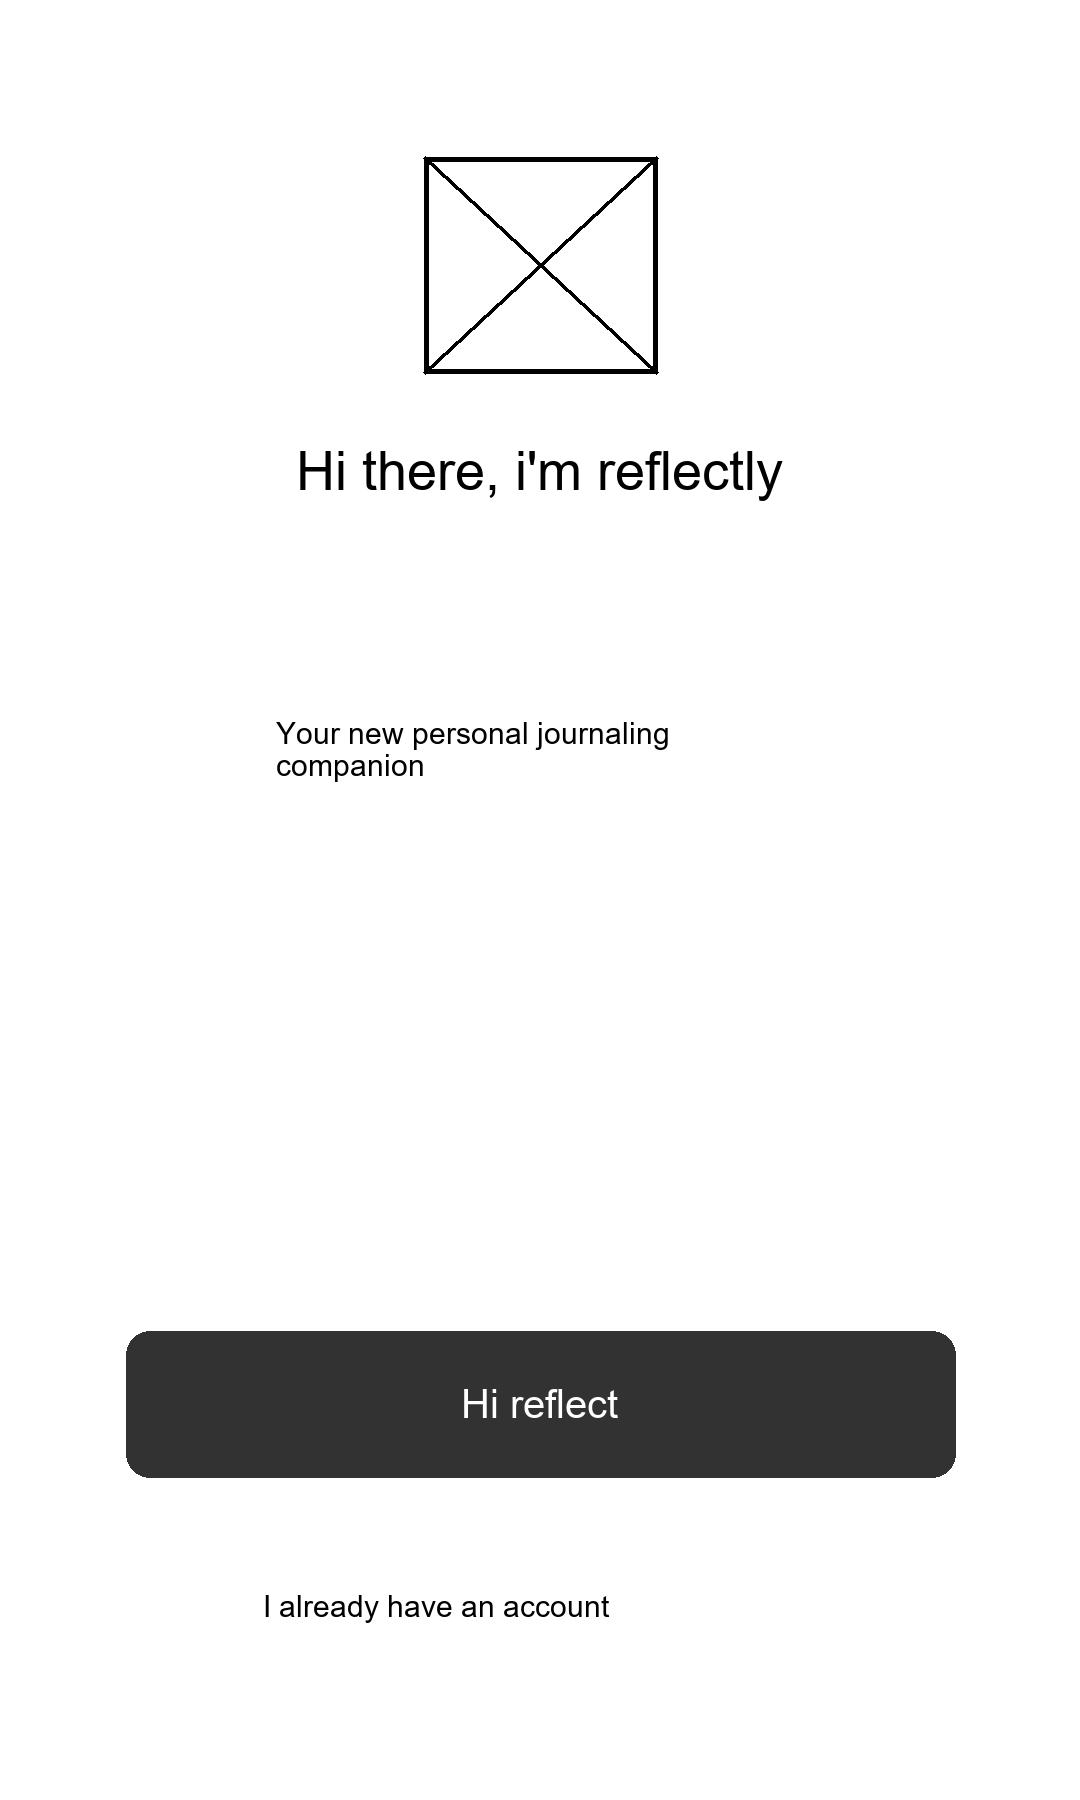 Hi there, i'm reflectly
Your new personal journaling
companion
Hi reflect
I already have an account